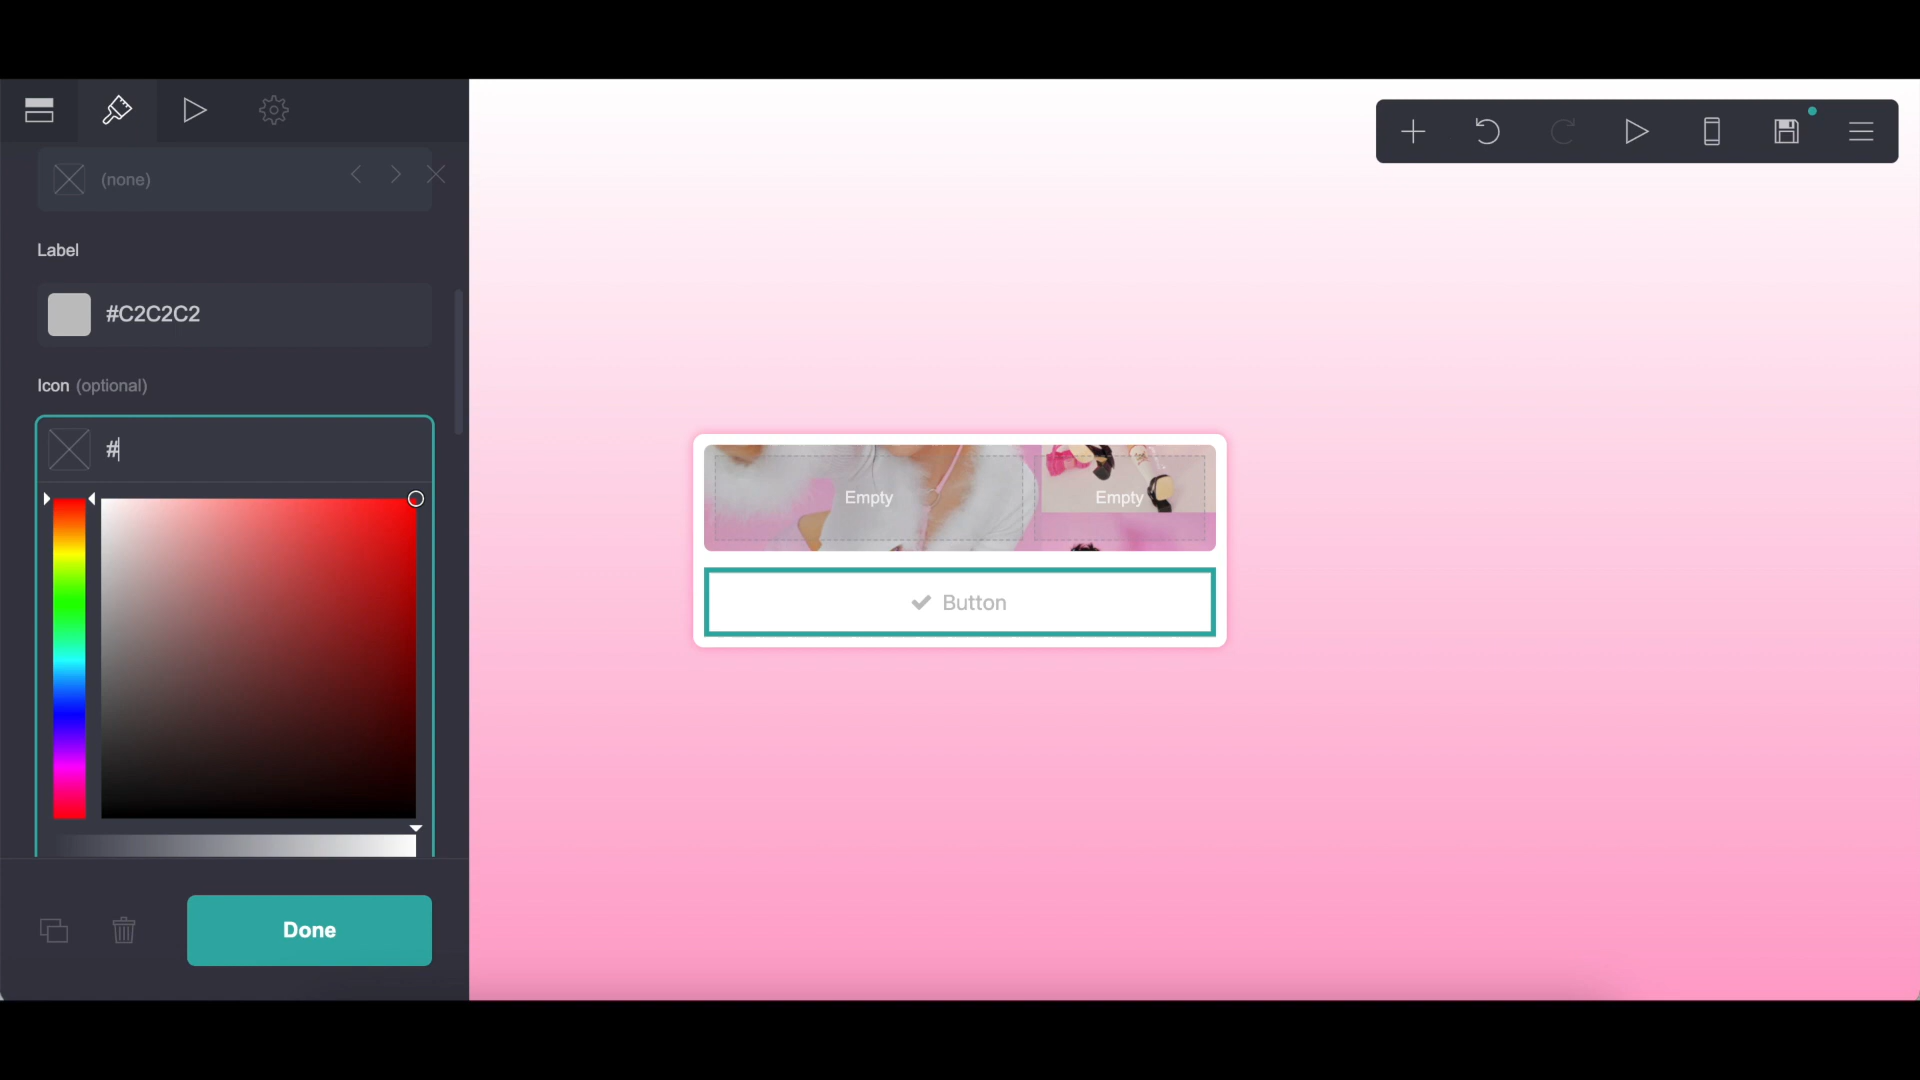 (none)
Label
#C2C2C2
Icon (optional)
#
Done
Empty
Empty
Button